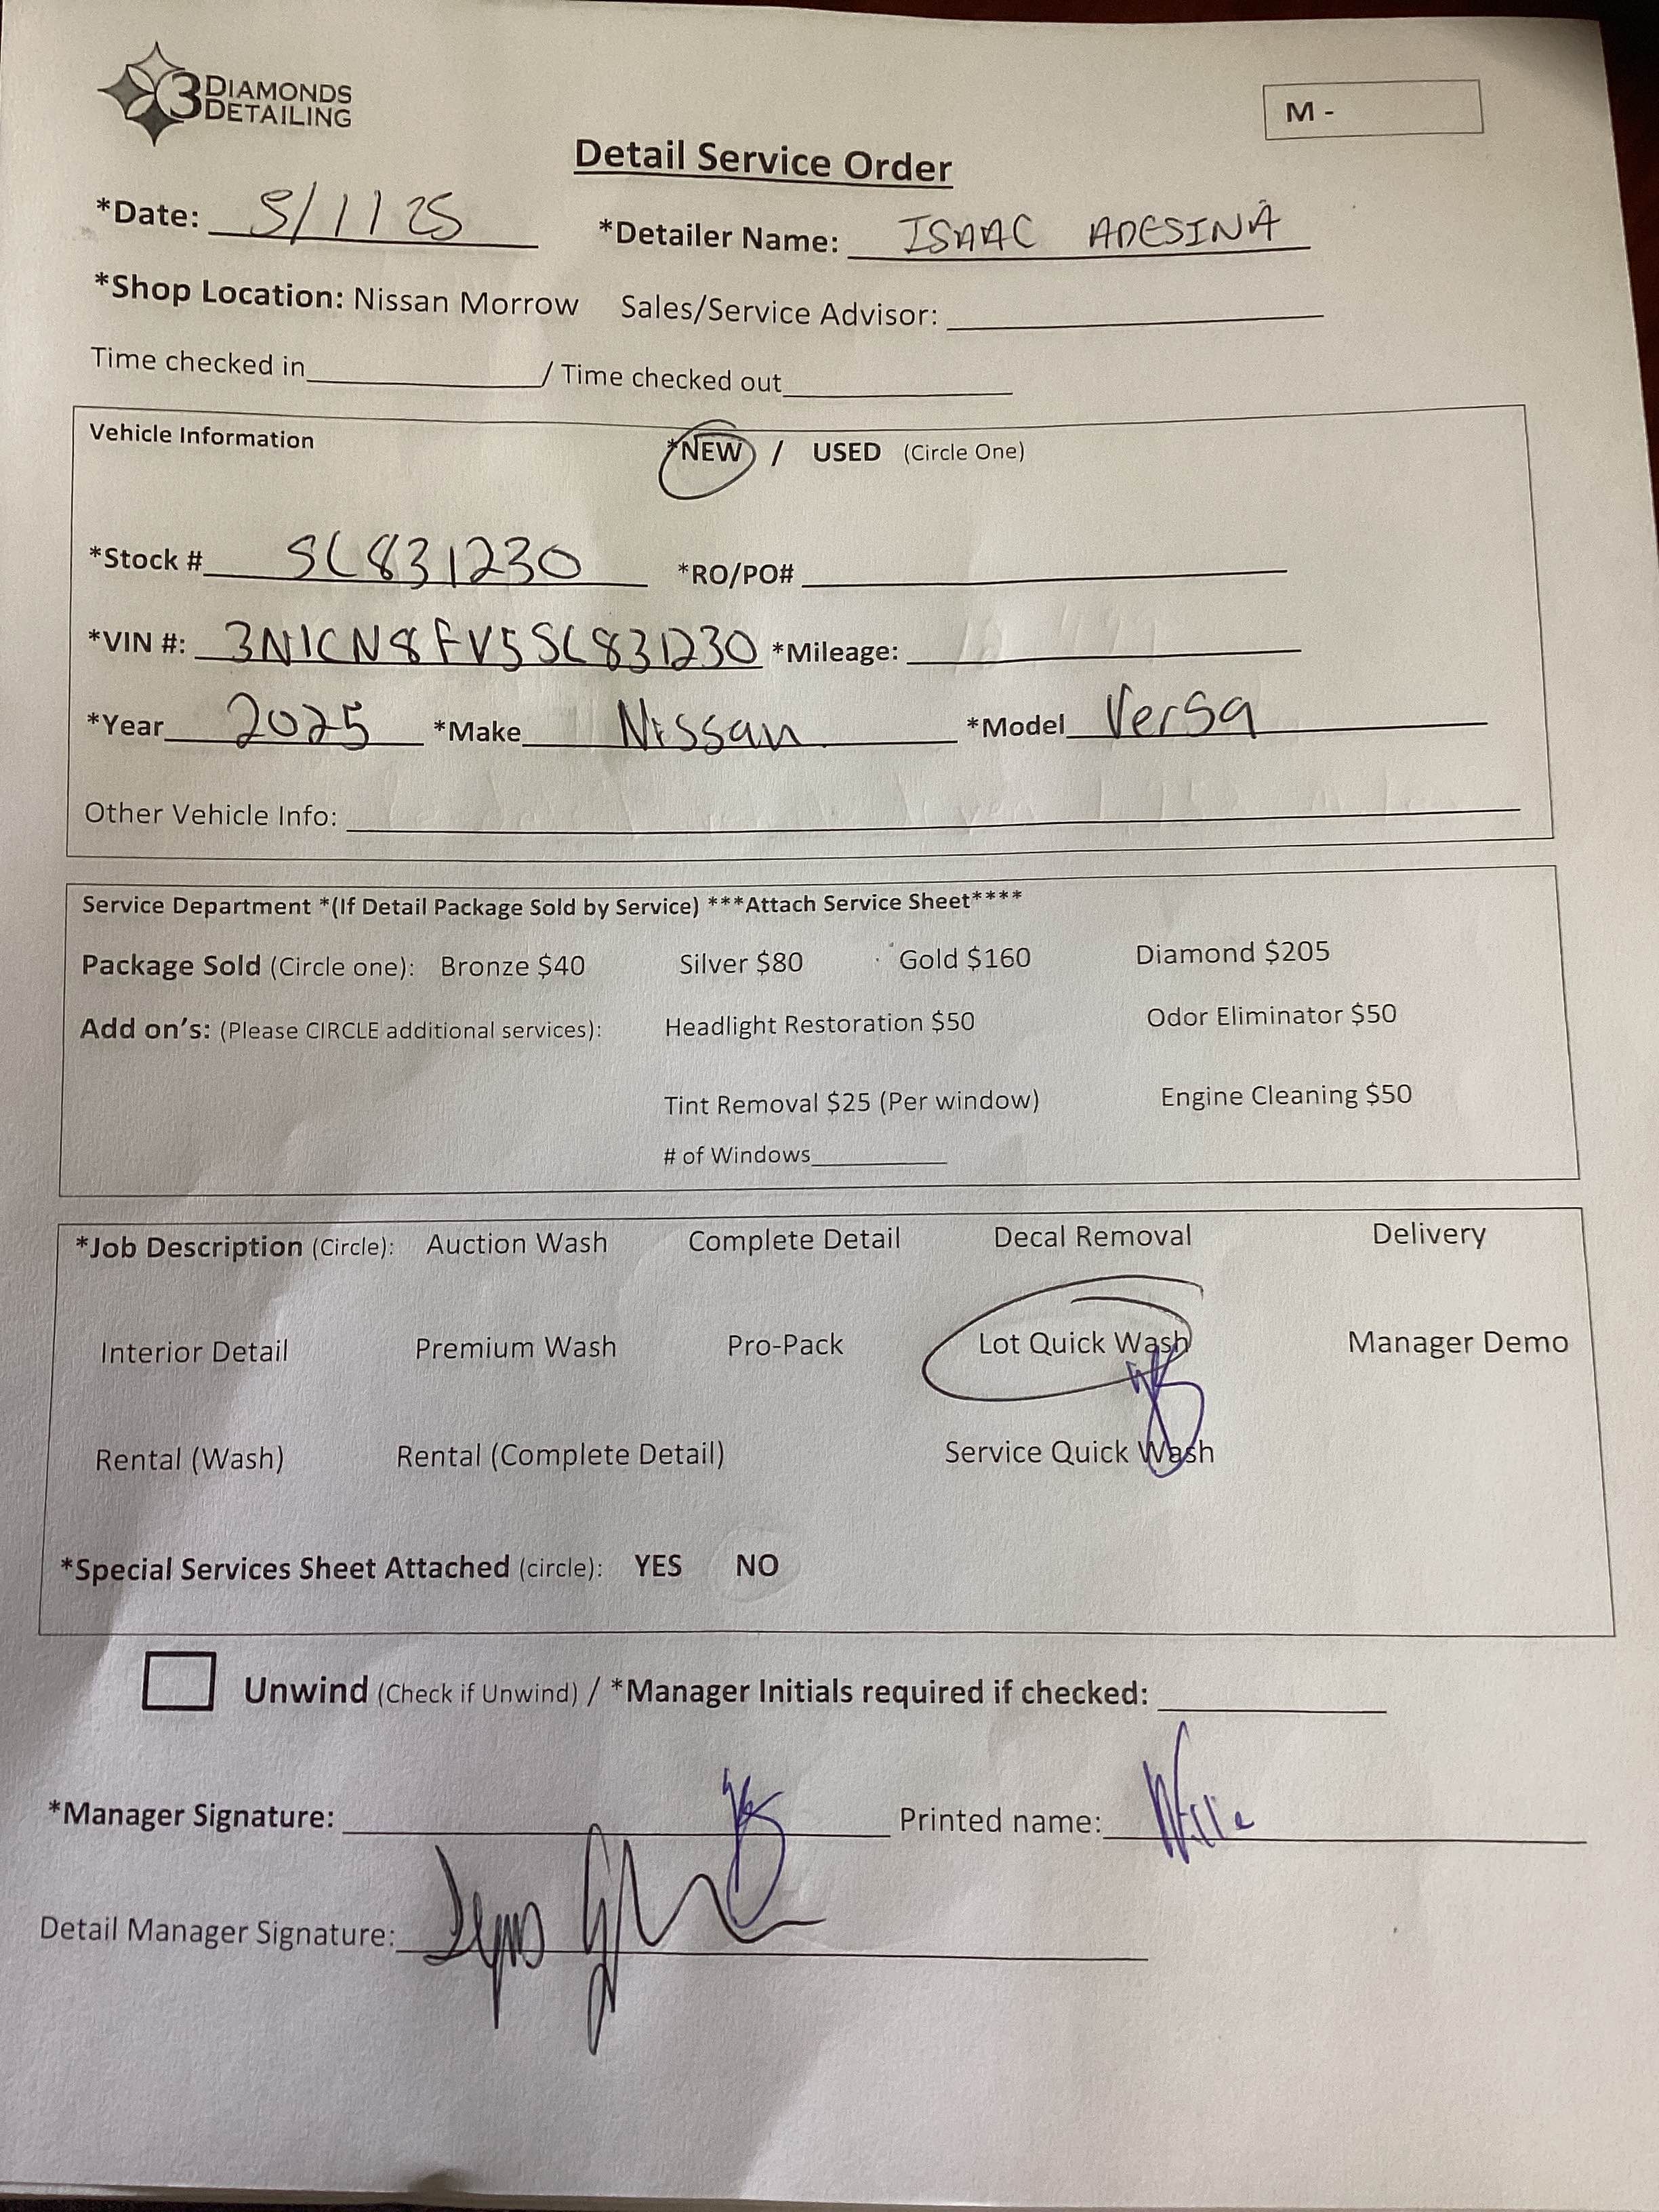 3 DIAMONDS
DETAILING
M -
Detail Service Order
*Date: 5/1/25 *Detailer Name: ISAAC ADESINA
*Shop Location: Nissan Morrow Sales/Service Advisor:
Time checked in / Time checked out
Vehicle Information *NEW / USED (Circle One)
*Stock # SC831230 *RO/PO#
*VIN #: 3N1CN8FV5SC831230 *Mileage:
*Year 2025 *Make Nissan *Model Versa
Other Vehicle Info:
Service Department *(If Detail Package Sold by Service) ***Attach Service Sheet****
Package Sold (Circle one): Bronze $40 Silver $80 Gold $160 Diamond $205
Add on's: (Please CIRCLE additional services): Headlight Restoration $50 Odor Eliminator $50
Tint Removal $25 (Per window) Engine Cleaning $50
# of Windows
*Job Description (Circle): Auction Wash Complete Detail Decal Removal Delivery
Interior Detail Premium Wash Pro-Pack Lot Quick Wash Manager Demo
Rental (Wash) Rental (Complete Detail) Service Quick Wash
*Special Services Sheet Attached (circle): YES NO
Unwind (Check if Unwind) / *Manager Initials required if checked:
*Manager Signature: Printed name: Willie
Detail Manager Signature: